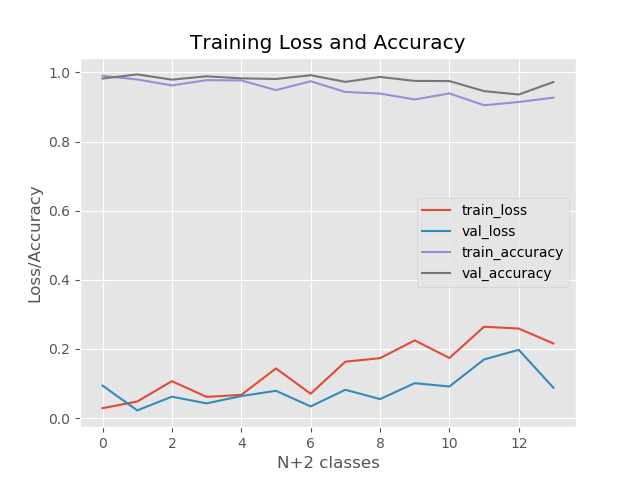 Training Loss and Accuracy
Loss/Accuracy
1.0
0.8
0.6
0.4
0.2
0.0
train_loss
val_loss
train_accuracy
val_accuracy
0 2 4 6 8 10 12
N+2 classes